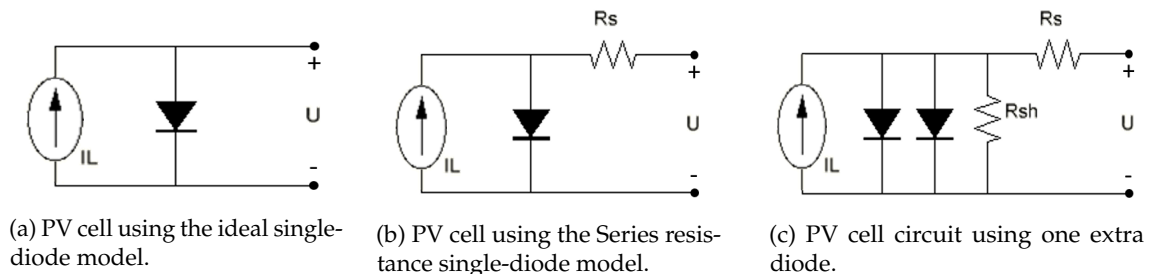 IL
+
U
-
(a) PV cell using the ideal single-
diode model.
Rs
IL
+
U
-
(b) PV cell using the Series resis-
tance single-diode model.
Rs
Rsh
IL
+
U
-
(c) PV cell circuit using one extra
diode.